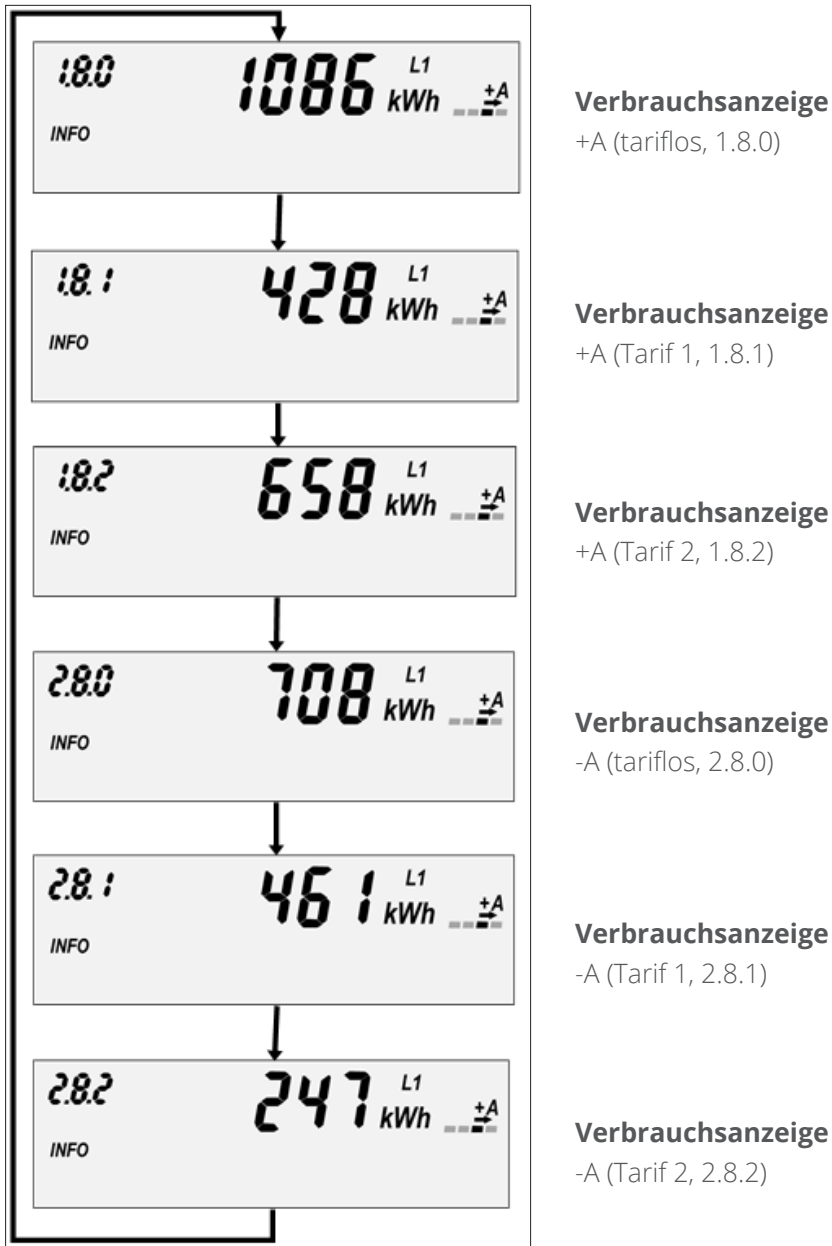 1.8.0 1086 kWh L1 +A
INFO
Verbrauchsanzeige
+A (tariflos, 1.8.0)
1.8.1 428 kWh L1 +A
INFO
Verbrauchsanzeige
+A (Tarif 1, 1.8.1)
1.8.2 658 kWh L1 +A
INFO
Verbrauchsanzeige
+A (Tarif 2, 1.8.2)
2.8.0 708 kWh L1 +A
INFO
Verbrauchsanzeige
-A (tariflos, 2.8.0)
2.8.1 461 kWh L1 +A
INFO
Verbrauchsanzeige
-A (Tarif 1, 2.8.1)
2.8.2 247 kWh L1 +A
INFO
Verbrauchsanzeige
-A (Tarif 2, 2.8.2)